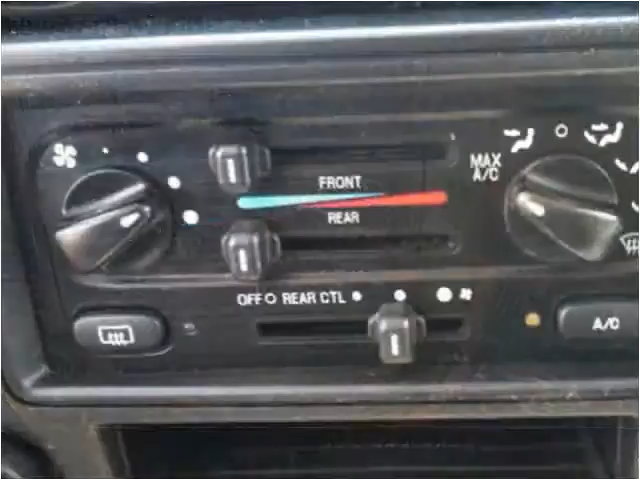 MAX
A/C
FRONT
REAR
OFF REAR CTL
A/C